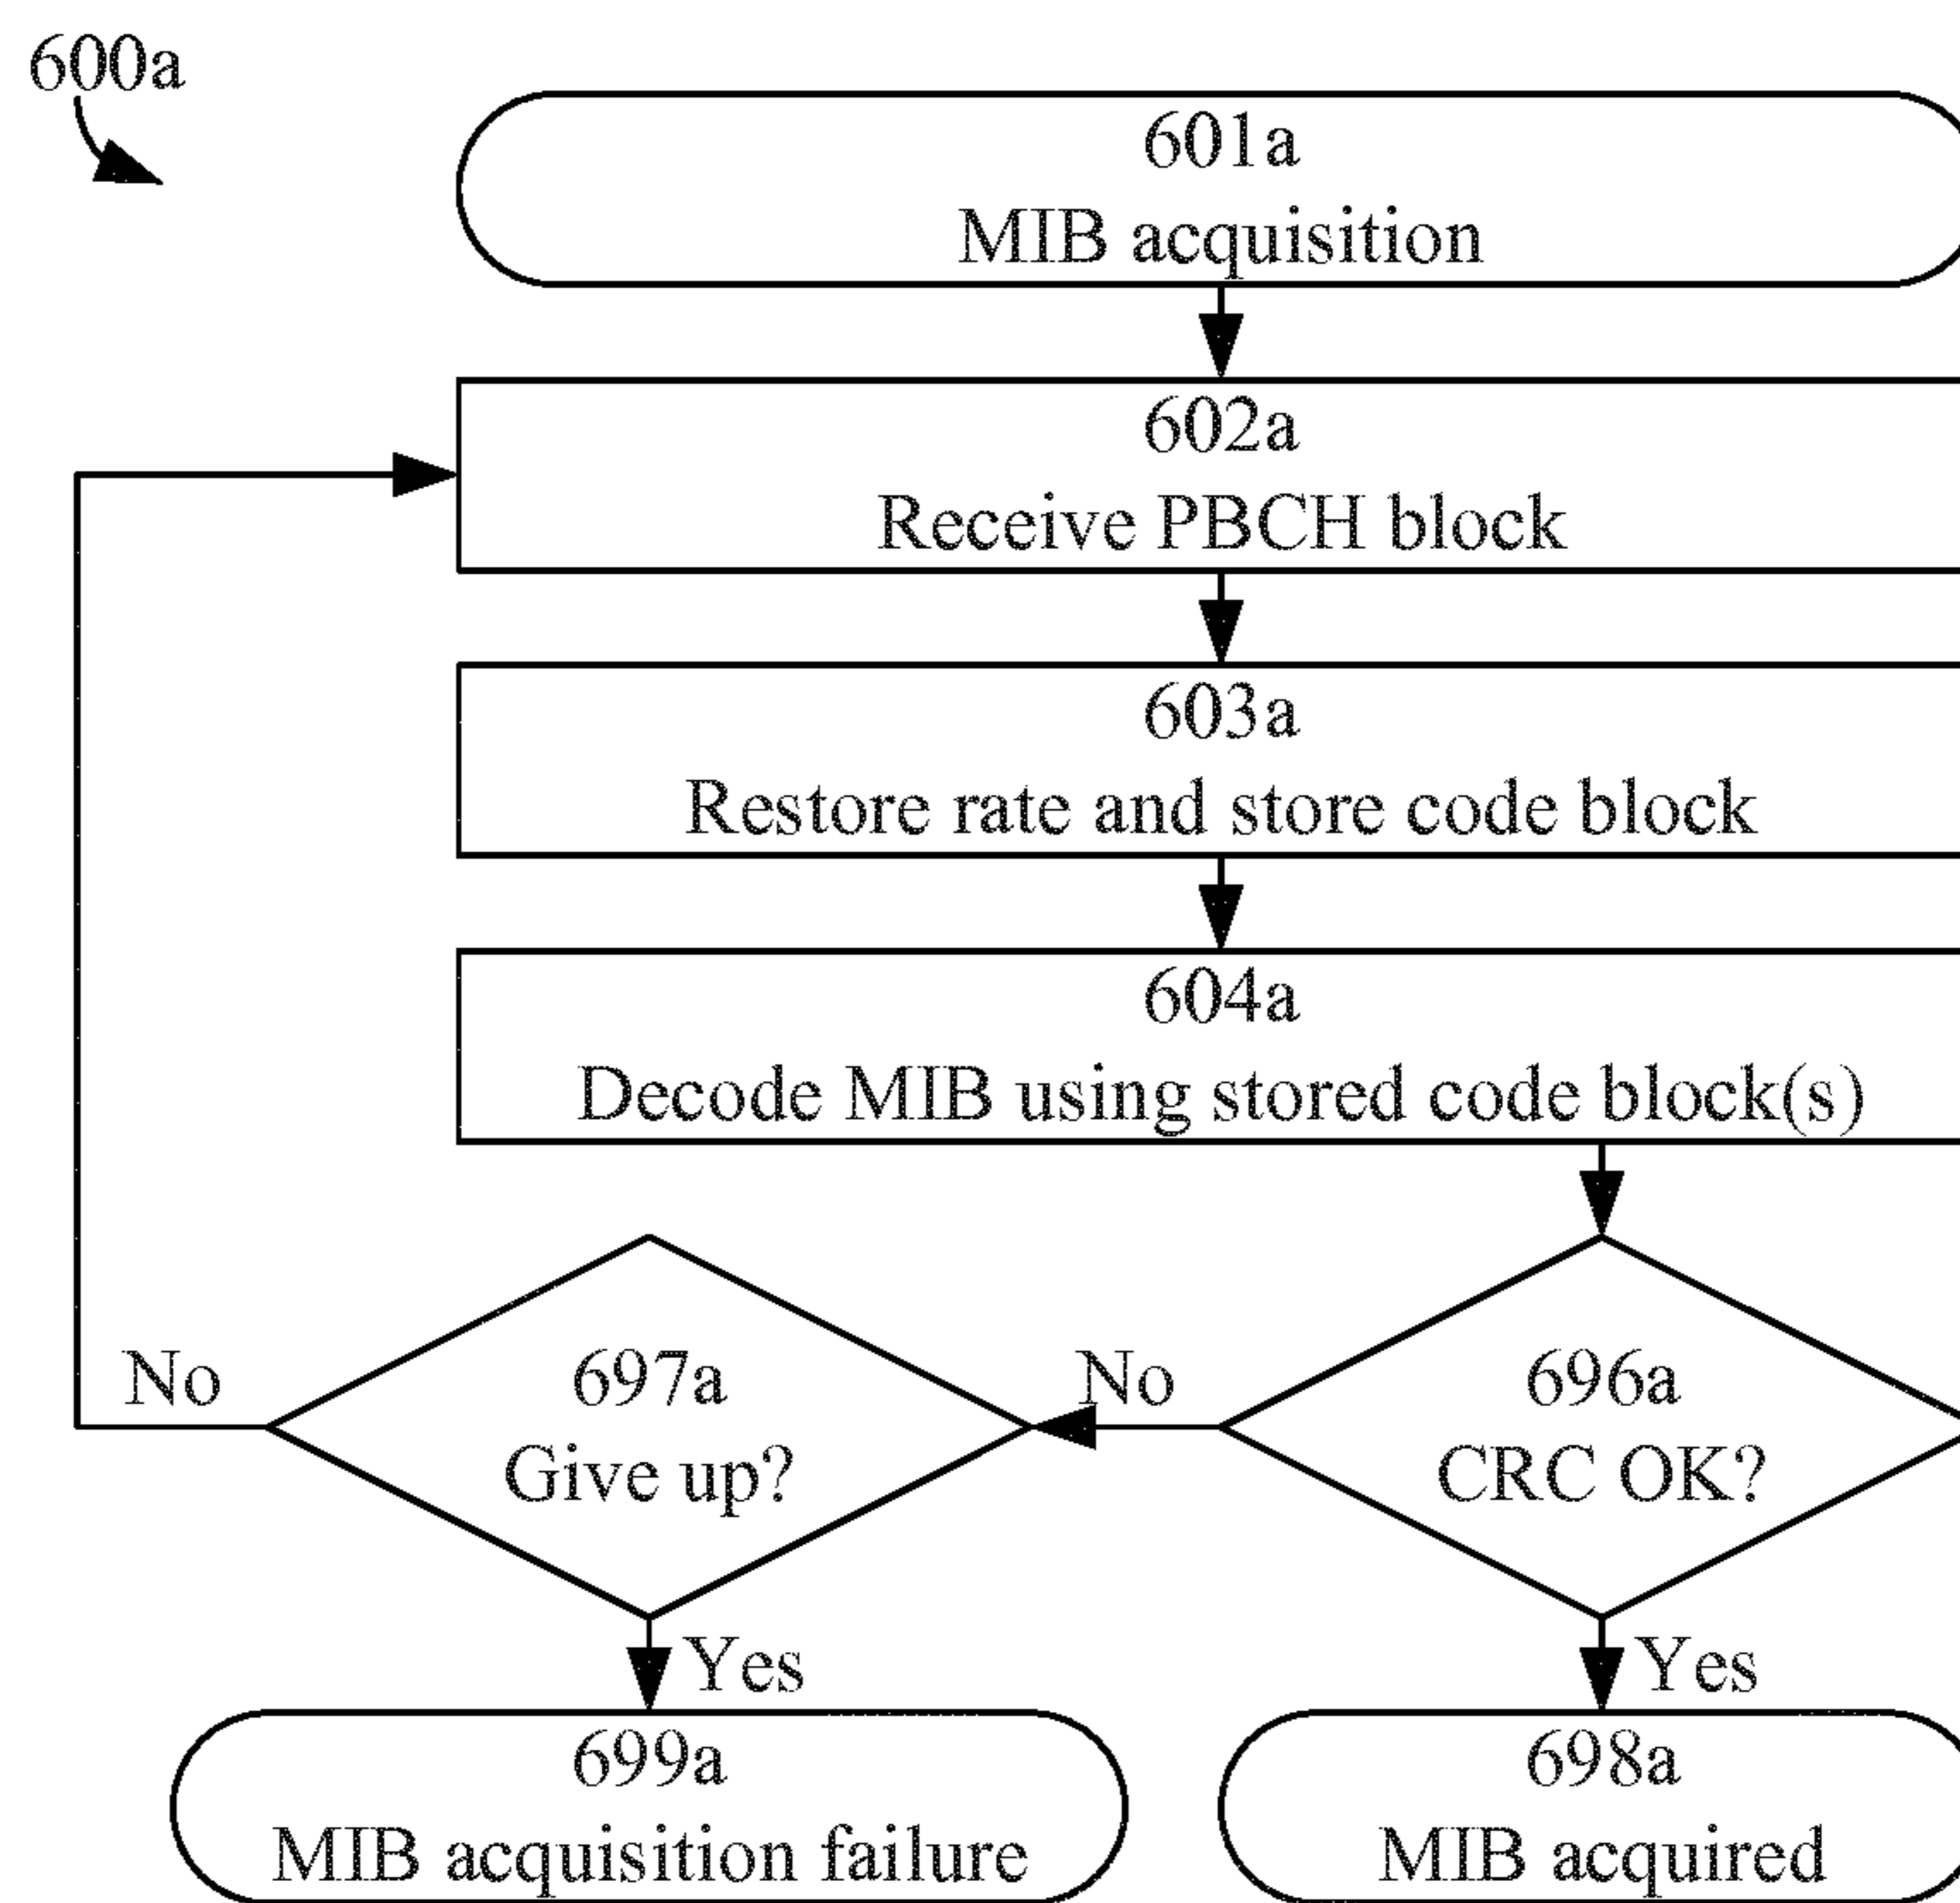 600a
601a
MIB acquisition
602a
Receive PBCH block
603a
Restore rate and store code block
604a
Decode MIB using stored code block(s)
No
697a
Give up?
No
696a
CRC OK?
Yes
Yes
699a
MIB acquisition failure
698a
MIB acquired